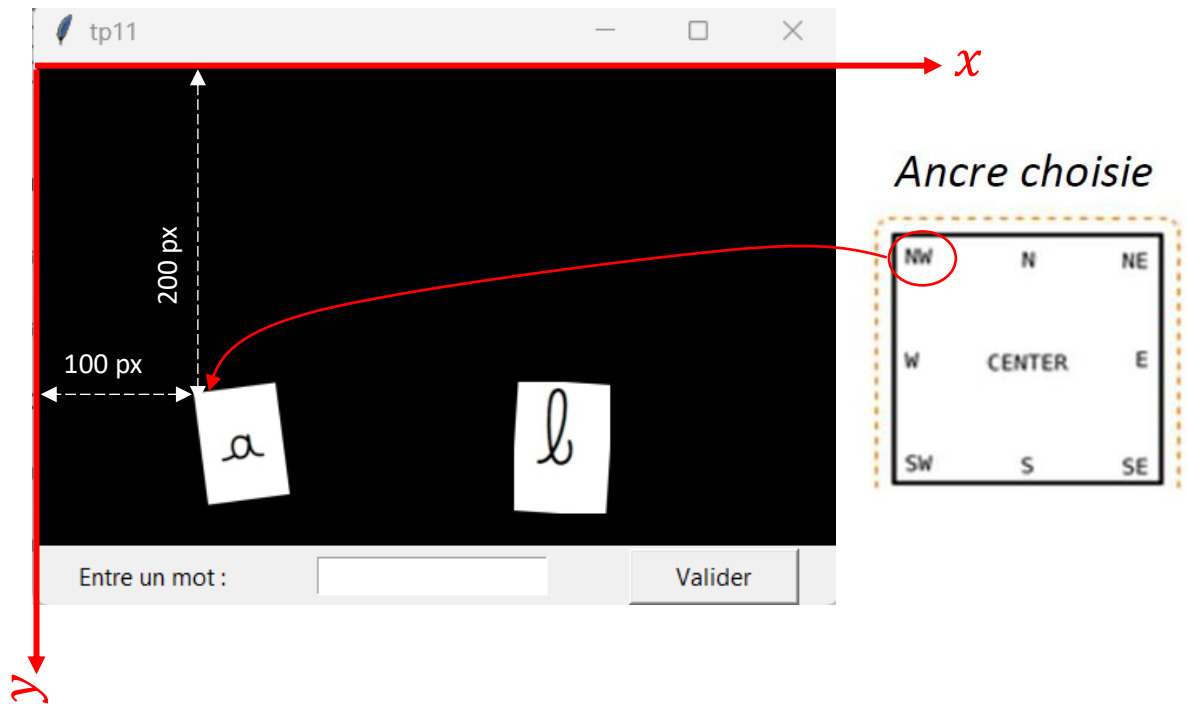 tp11
x
Ancre choisie
200 px
NW N NE
100 px
W CENTER E
a l
SW S SE
Entre un mot : Valider
y